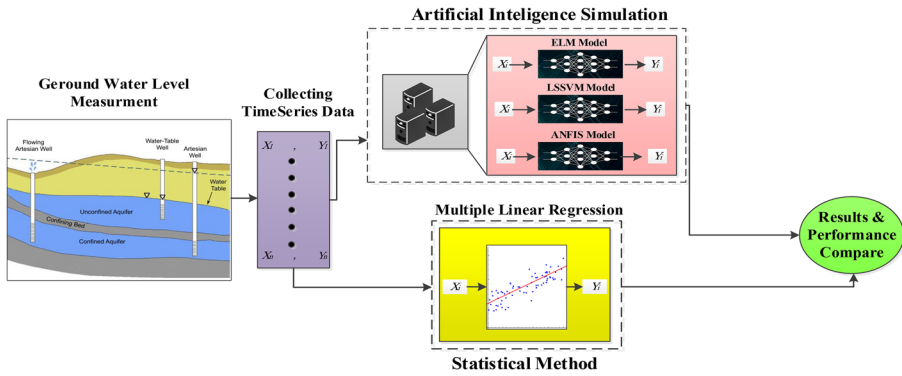 Artificial Inteligence Simulation
Geround Water Level
Measurment
Flowing
Artesian Well
Water-Table
Well
Artesian
Well
Water
Table
Unconfined Aquifer
Confining Bed
Confined Aquifer
Collecting
TimeSeries Data
X₁ , Y₁
Xₙ , Yₙ
ELM Model
Xᵢ Yᵢ
LSSVM Model
Xᵢ Yᵢ
ANFIS Model
Xᵢ Yᵢ
Multiple Linear Regression
Xᵢ Yᵢ
Statistical Method
Results &
Performance
Compare